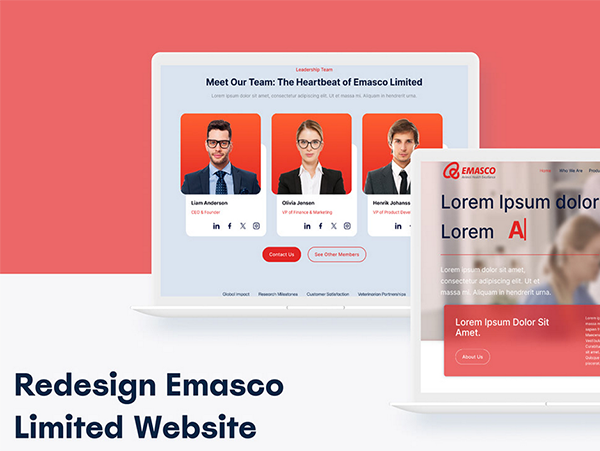 Leadership Team
Meet Our Team: The Heartbeat of Emasco Limited
Lorem ipsum dolor sit amet, consectetur adipiscing elit. Ut et massa mi. Aliquam in hendrerit urna.
Liam Anderson
CEO & Founder
Olivia Jensen
VP of Finance & Marketing
Henrik Johanss
VP of Product Deve
Contact Us
See Other Members
Global Impact Research Milestones Customer Satisfaction Veterinarian Partnerships
EMASCO
Home Who We Are Produ
Lorem Ipsum dolor
Lorem A
Lorem ipsum dolor sit amet,
consectetur adipiscing elit. Ut et
massa mi. Aliquam in hendrerit urna.
Lorem Ipsum Dolor Sit
Amet.
About Us
Redesign Emasco
Limited Website